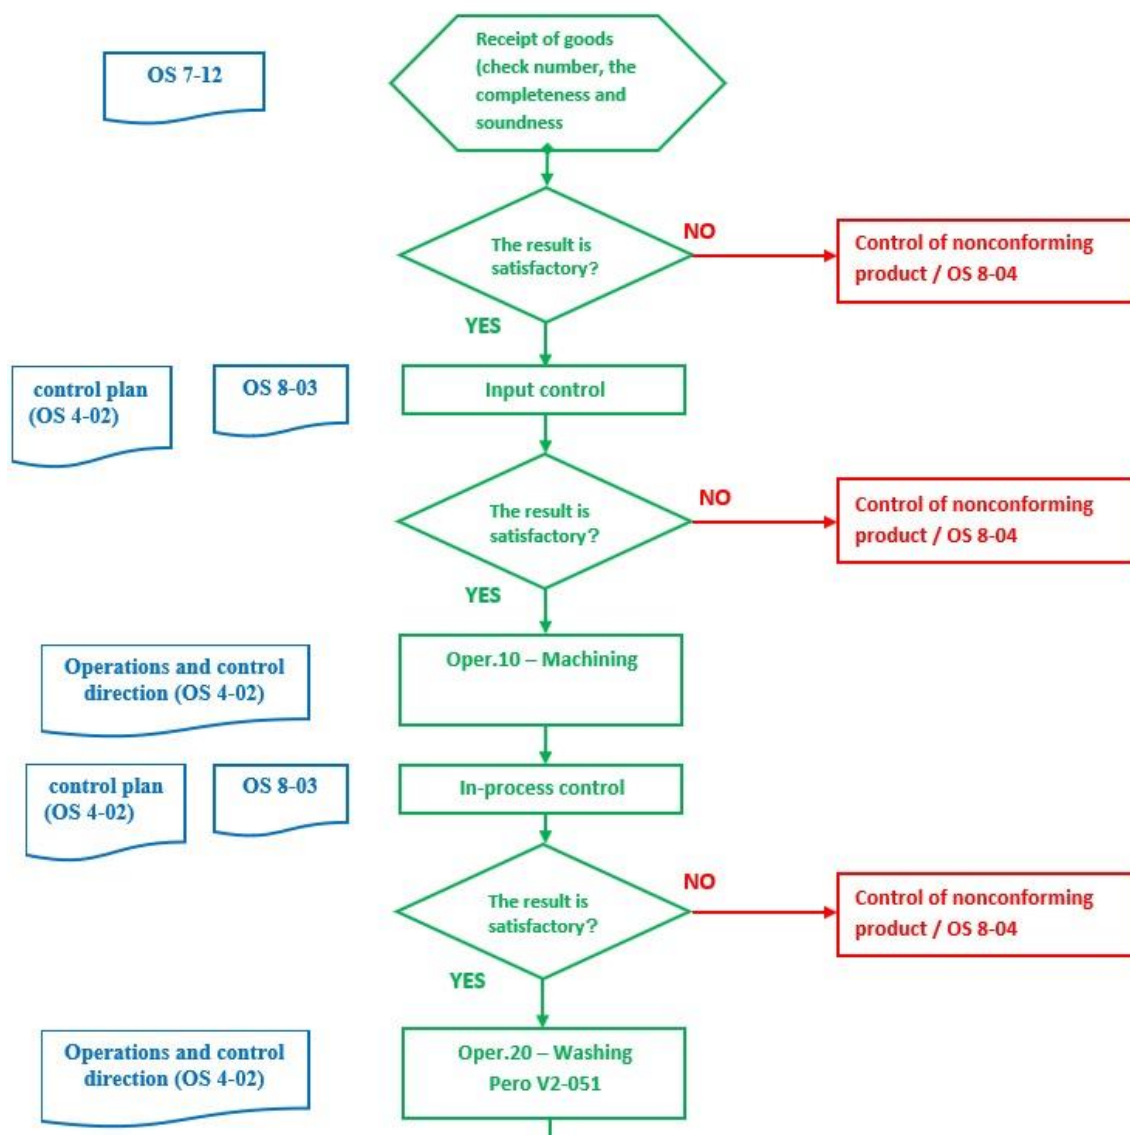 OS 7-12
Receipt of goods
(check number, the
completeness and
soundness
The result is
satisfactory?
NO
Control of nonconforming
product / OS 8-04
YES
control plan
(OS 4-02)
OS 8-03
Input control
The result is
satisfactory?
NO
Control of nonconforming
product / OS 8-04
YES
Operations and control
direction (OS 4-02)
Oper.10 – Machining
control plan
(OS 4-02)
OS 8-03
In-process control
The result is
satisfactory?
NO
Control of nonconforming
product / OS 8-04
YES
Operations and control
direction (OS 4-02)
Oper.20 – Washing
Pero V2-051